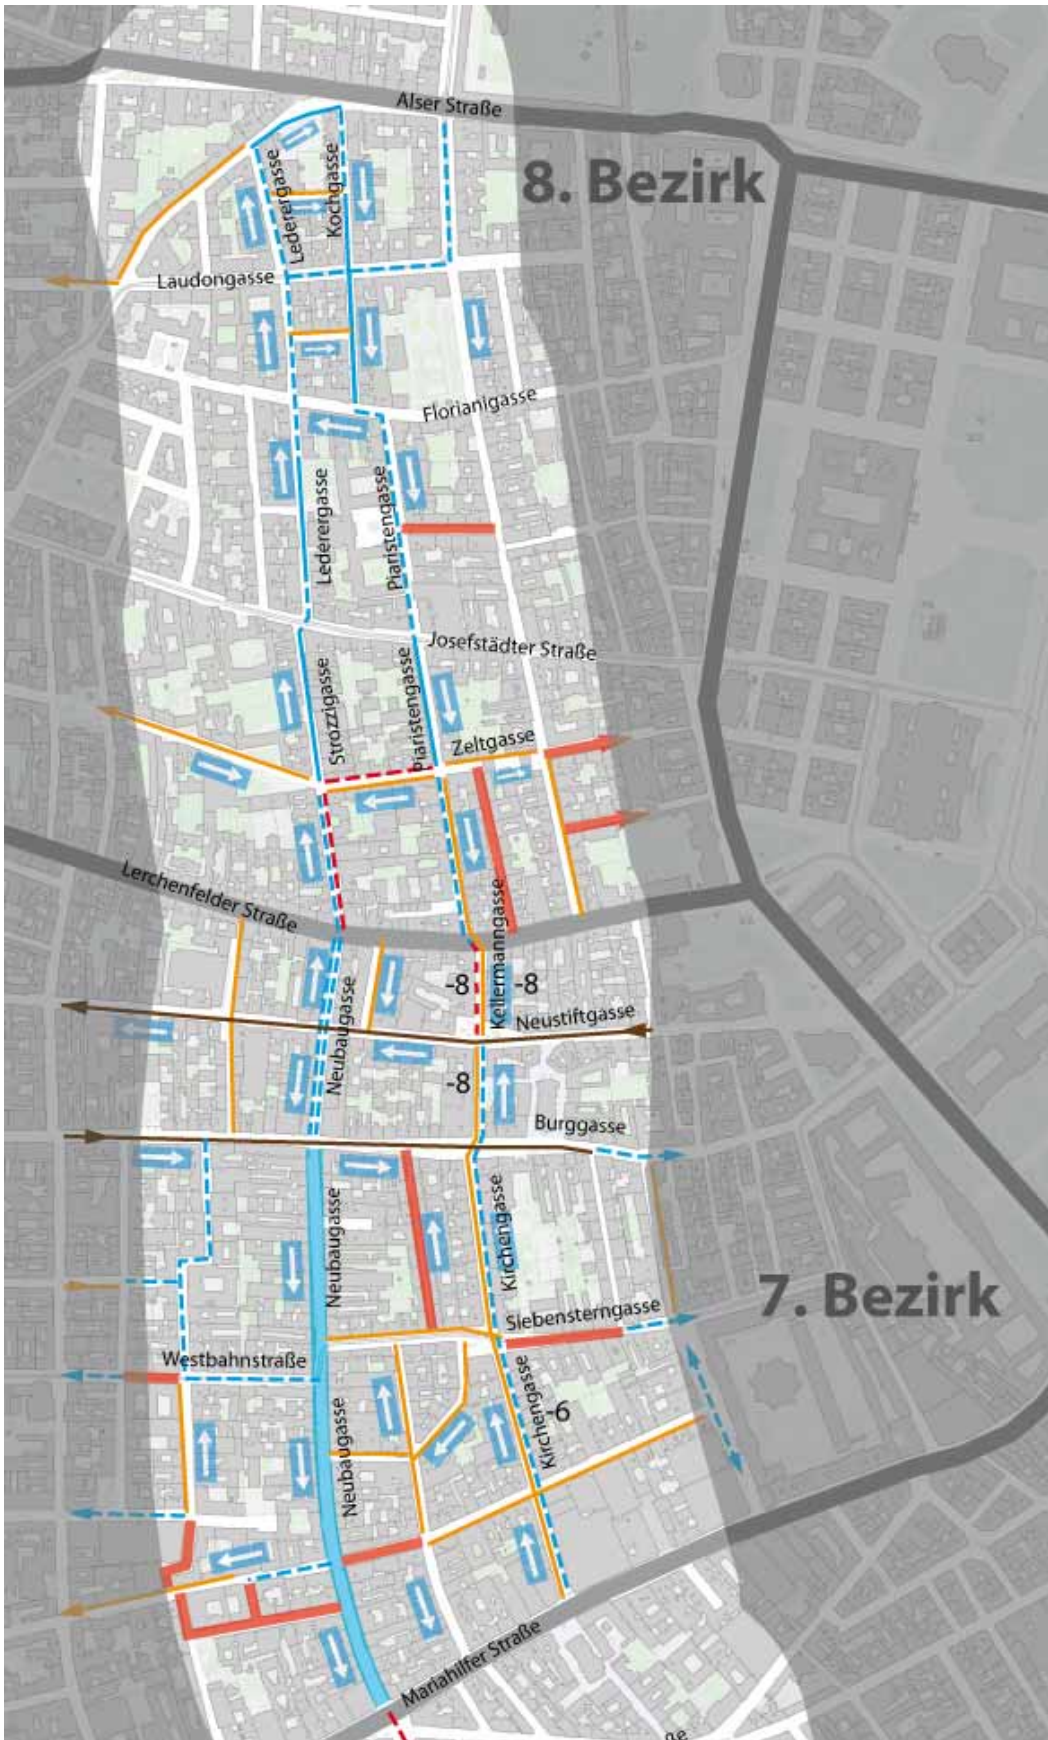 Alser Straße
8. Bezirk
Lederergasse
Kochgasse
Laudongasse
Florianigasse
Lederergasse
Piaristengasse
Josefstädter Straße
Strozzigasse
Piaristengasse
Zeltgasse
Lerchenfelder Straße
Kellermanngasse
-8
-8
Neubaugasse
Neustiftgasse
-8
Burggasse
Neubaugasse
Kirchengasse
7. Bezirk
Siebensterngasse
Westbahnstraße
Kirchengasse
-6
Neubaugasse
Mariahilfer Straße
ße